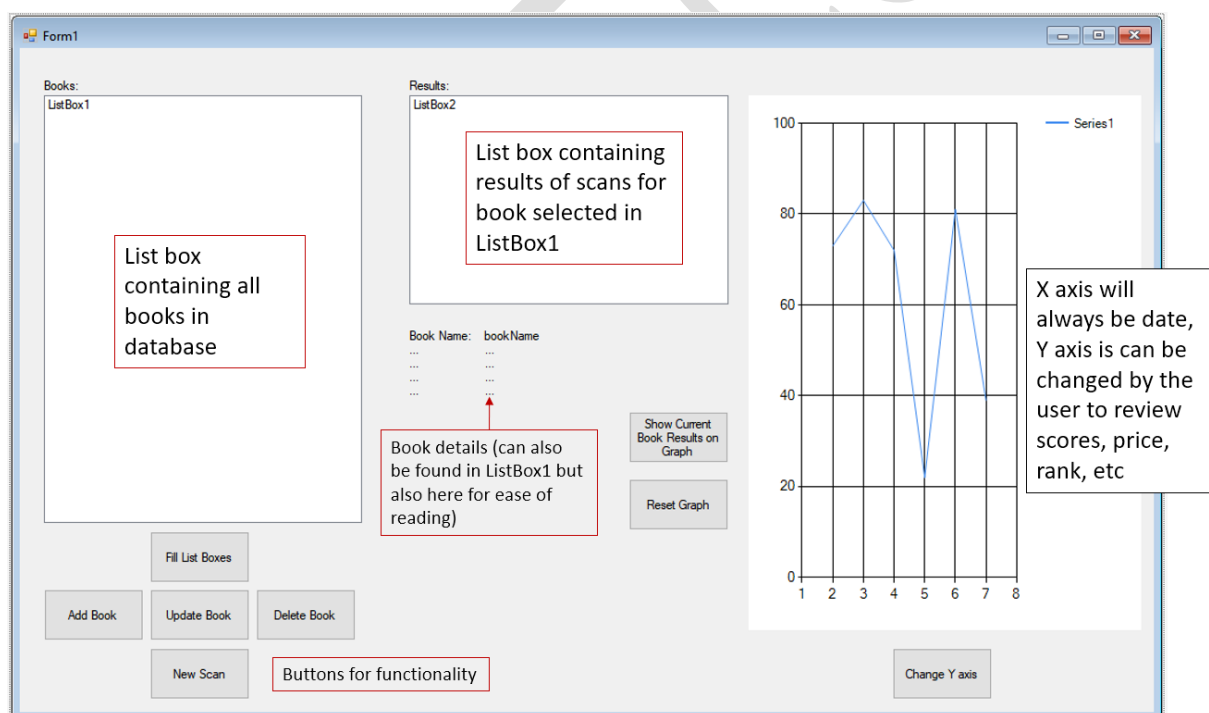 Form1
Books:
ListBox1
List box
containing all
books in
database
Results:
ListBox2
List box containing
results of scans for
book selected in
ListBox1
Book Name: bookName
... ...
... ...
... ...
... ...
Book details (can also
be found in ListBox1 but
also here for ease of
reading)
Show Current
Book Results on
Graph
Reset Graph
Fill List Boxes
Add Book
Update Book
Delete Book
New Scan
Buttons for functionality
Series1
100
80
60
40
20
0
1 2 3 4 5 6 7 8
X axis will
always be date,
Y axis is can be
changed by the
user to review
scores, price,
rank, etc
Change Y axis